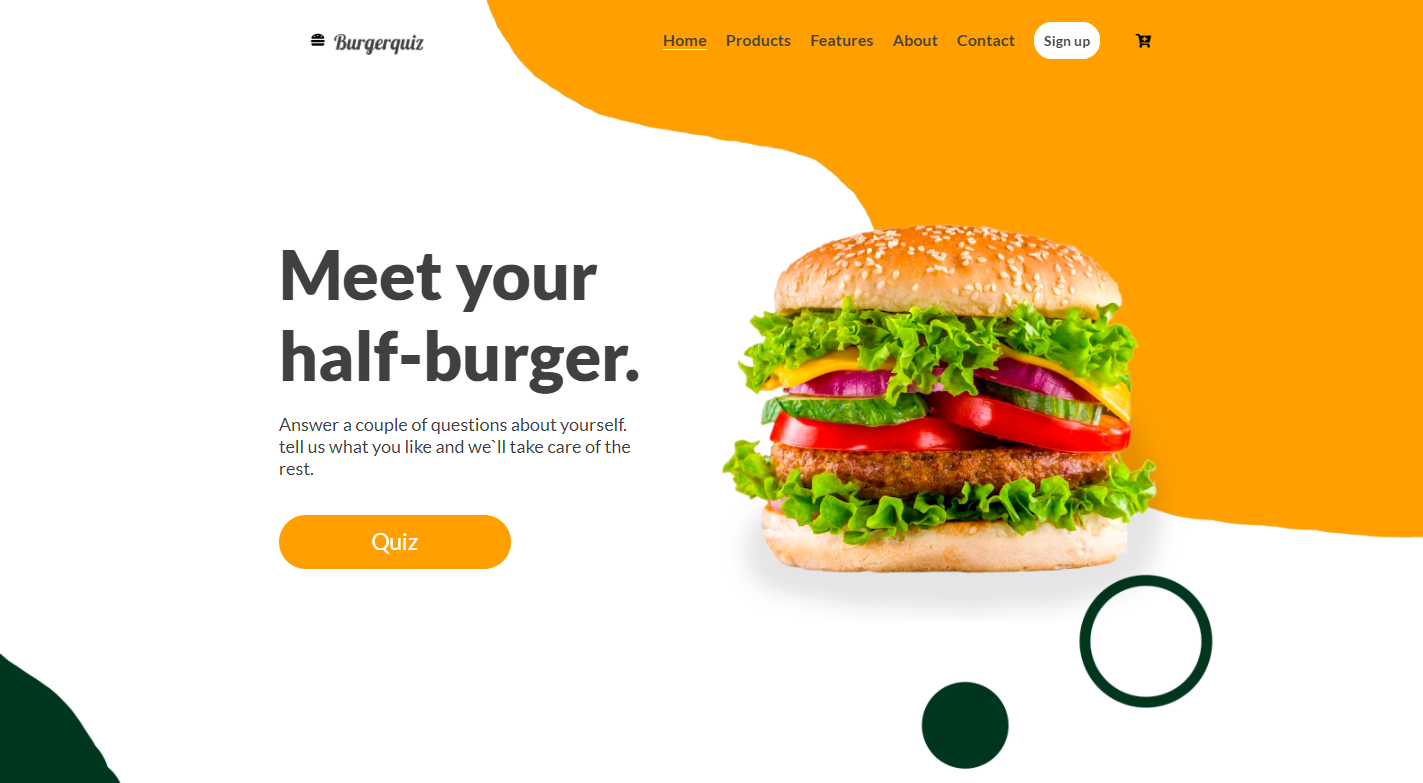 Burgerquiz
Home Products Features About Contact Sign up
Meet your
half-burger.
Answer a couple of questions about yourself.
tell us what you like and we`ll take care of the
rest.
Quiz